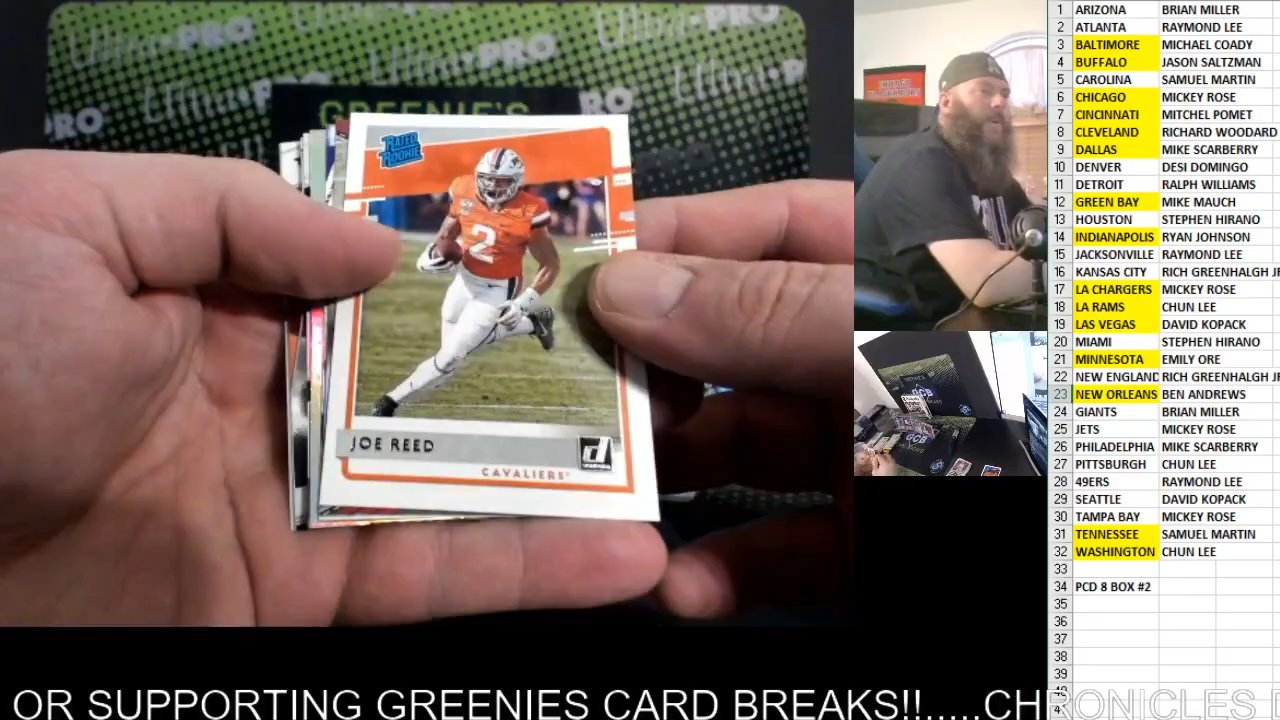 Ultra•PRO
PRO
PRO
PRO
GREENE'S
RATED ROOKIE
2
JOE REED
CAVALIERS
1 ARIZONA BRIAN MILLER
2 ATLANTA RAYMOND LEE
3 BALTIMORE MICHAEL COADY
4 BUFFALO JASON SALTZMAN
5 CAROLINA SAMUEL MARTIN
6 CHICAGO MICKEY ROSE
7 CINCINNATI MITCHEL POMET
8 CLEVELAND RICHARD WOODARD
9 DALLAS MIKE SCARBERRY
10 DENVER DESI DOMINGO
11 DETROIT RALPH WILLIAMS
12 GREEN BAY MIKE MAUCH
13 HOUSTON STEPHEN HIRANO
14 INDIANAPOLIS RYAN JOHNSON
15 JACKSONVILLE RAYMOND LEE
16 KANSAS CITY RICH GREENHALGH JR
17 LA CHARGERS MICKEY ROSE
18 LA RAMS CHUN LEE
19 LAS VEGAS DAVID KOPACK
20 MIAMI STEPHEN HIRANO
21 MINNESOTA EMILY ORE
22 NEW ENGLAND RICH GREENHALGH JR
23 NEW ORLEANS BEN ANDREWS
24 GIANTS BRIAN MILLER
25 JETS MICKEY ROSE
26 PHILADELPHIA MIKE SCARBERRY
27 PITTSBURGH CHUN LEE
28 49ERS RAYMOND LEE
29 SEATTLE DAVID KOPACK
30 TAMPA BAY MICKEY ROSE
31 TENNESSEE SAMUEL MARTIN
32 WASHINGTON CHUN LEE
33
34 PCD 8 BOX #2
35
36
37
38
39
OR SUPPORTING GREENIES CARD BREAKS!!.....CHRONICLES